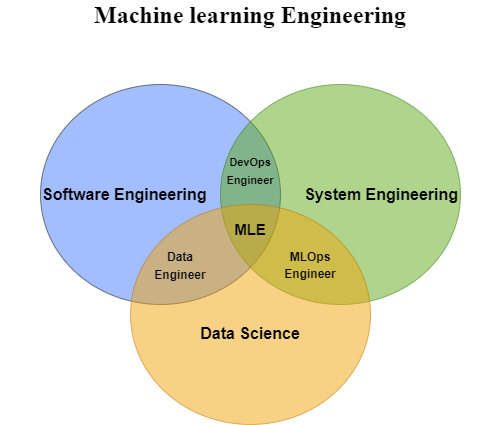 Machine learning Engineering
DevOps
Engineer
Software Engineering
System Engineering
MLE
Data
Engineer
MLOps
Engineer
Data Science